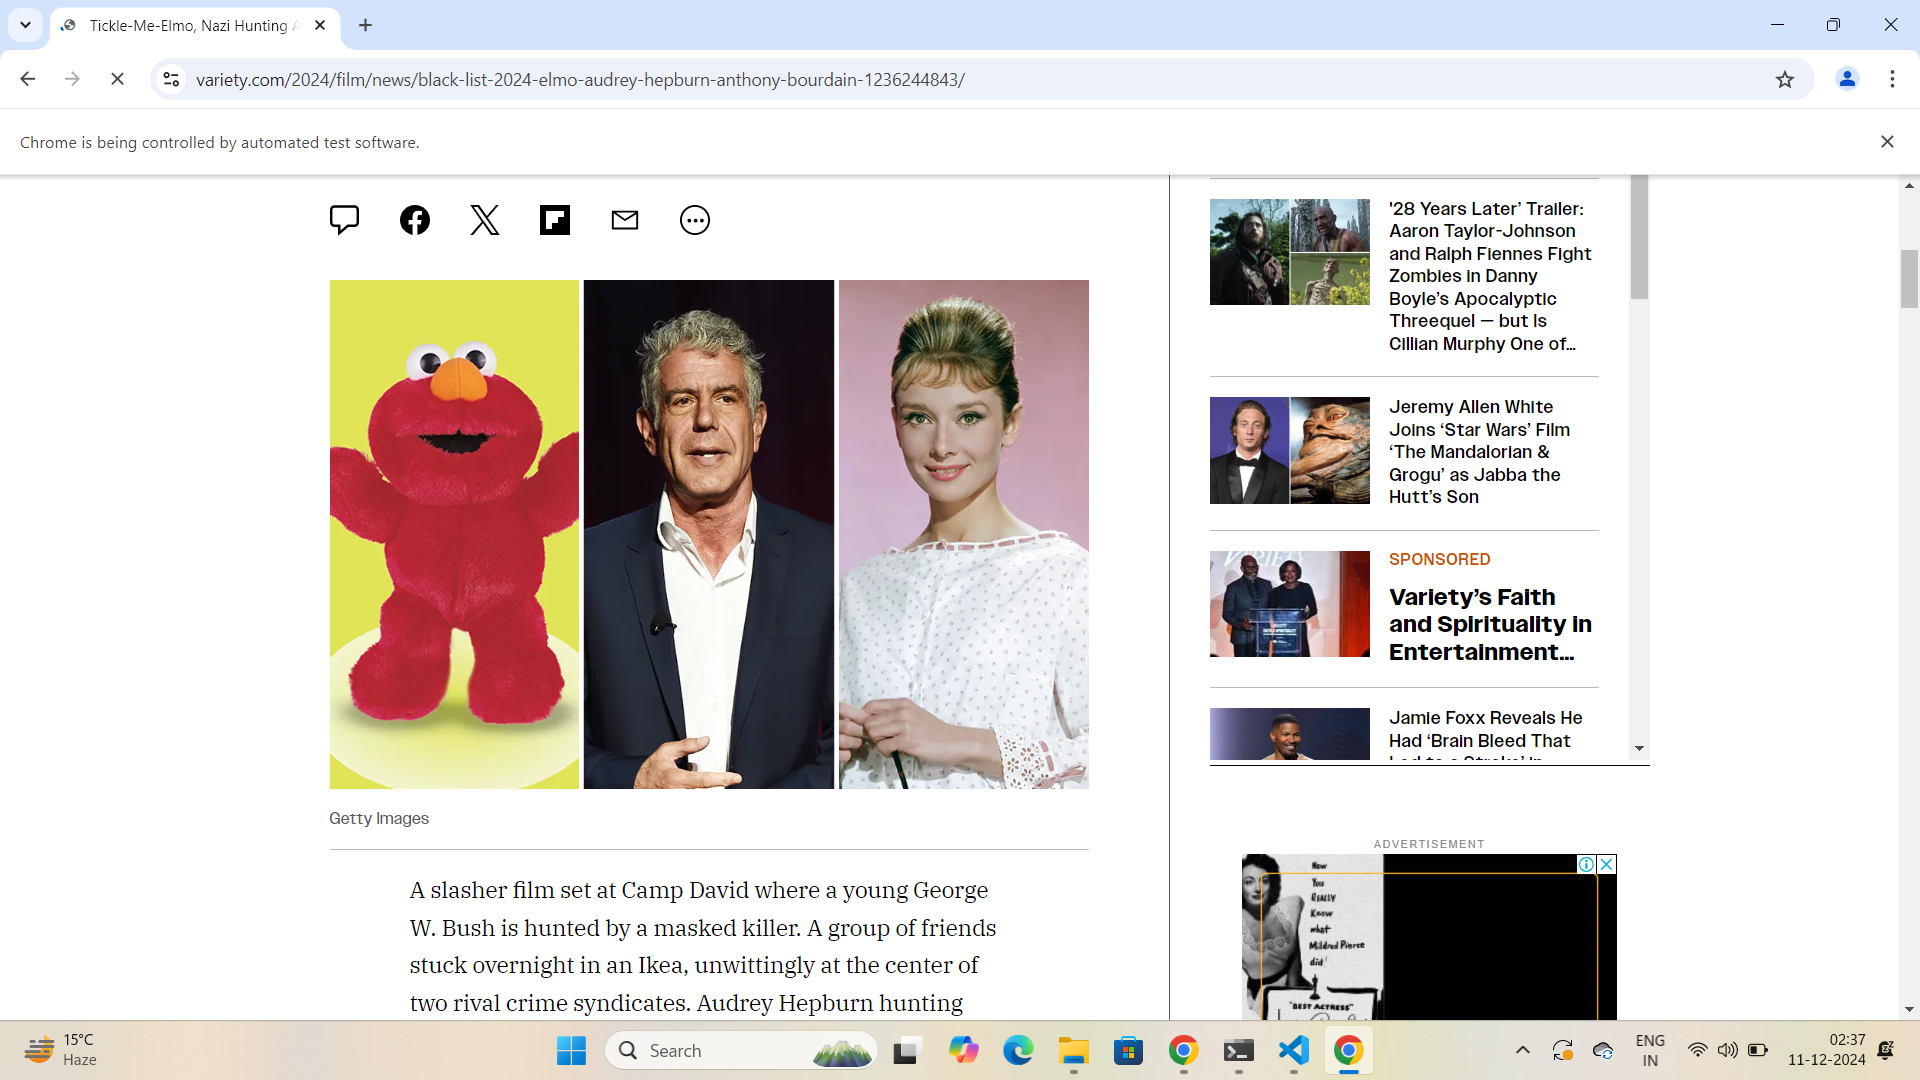 Tickle-Me-Elmo, Nazi Hunting
variety.com/2024/film/news/black-list-2024-elmo-audrey-hepburn-anthony-bourdain-1236244843/
Chrome is being controlled by automated test software.
'28 Years Later’ Trailer:
Aaron Taylor-Johnson
and Ralph Fiennes Fight
Zombies in Danny
Boyle’s Apocalyptic
Threequel — but Is
Cillian Murphy One of...
Jeremy Allen White
Joins ‘Star Wars’ Film
‘The Mandalorian &
Grogu’ as Jabba the
Hutt’s Son
SPONSORED
Variety’s Faith
and Spirituality in
Entertainment...
Jamie Foxx Reveals He
Had ‘Brain Bleed That
Led to a Stroke’ in
Getty Images
A slasher film set at Camp David where a young George
W. Bush is hunted by a masked killer. A group of friends
stuck overnight in an Ikea, unwittingly at the center of
two rival crime syndicates. Audrey Hepburn hunting
ADVERTISEMENT
Now
You
REALLY
Know
what
Mildred Pierce
did!
"BEST ACTRESS"
15°C
Haze
Search
ENG
IN
02:37
11-12-2024